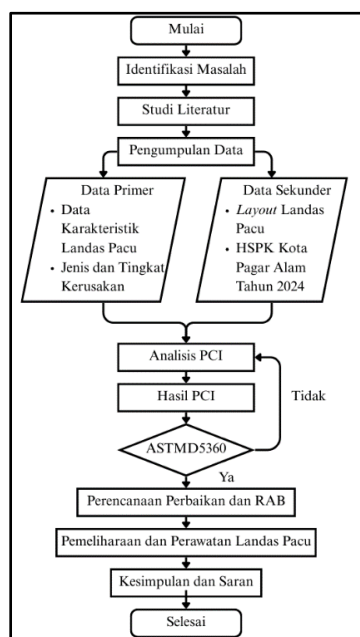 Mulai
Identifikasi Masalah
Studi Literatur
Pengumpulan Data
Data Primer
• Data
Karakteristik
Landas Pacu
• Jenis dan Tingkat
Kerusakan
Data Sekunder
• Layout Landas
Pacu
• HSPK Kota
Pagar Alam
Tahun 2024
Analisis PCI
Hasil PCI
Tidak
ASTMD5360
Ya
Perencanaan Perbaikan dan RAB
Pemeliharaan dan Perawatan Landas Pacu
Kesimpulan dan Saran
Selesai